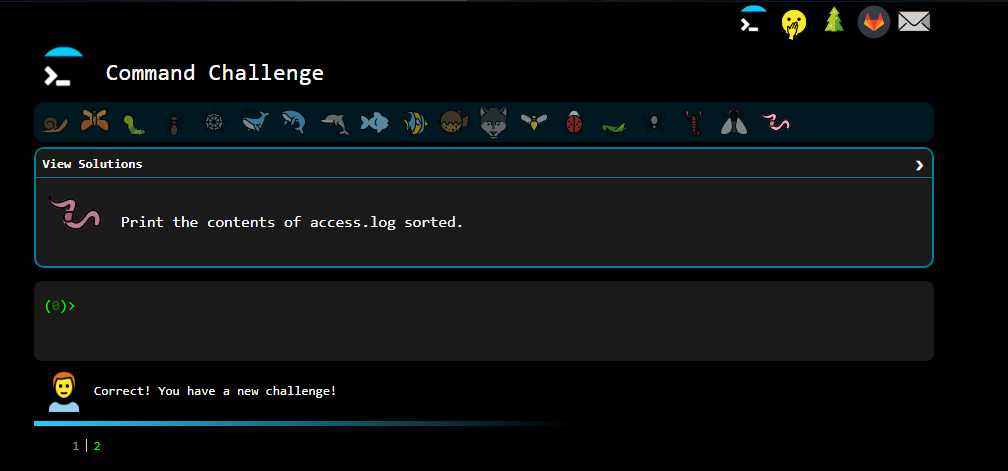 Command Challenge
View Solutions
Print the contents of access.log sorted.
(0)>
Correct! You have a new challenge!
1 2